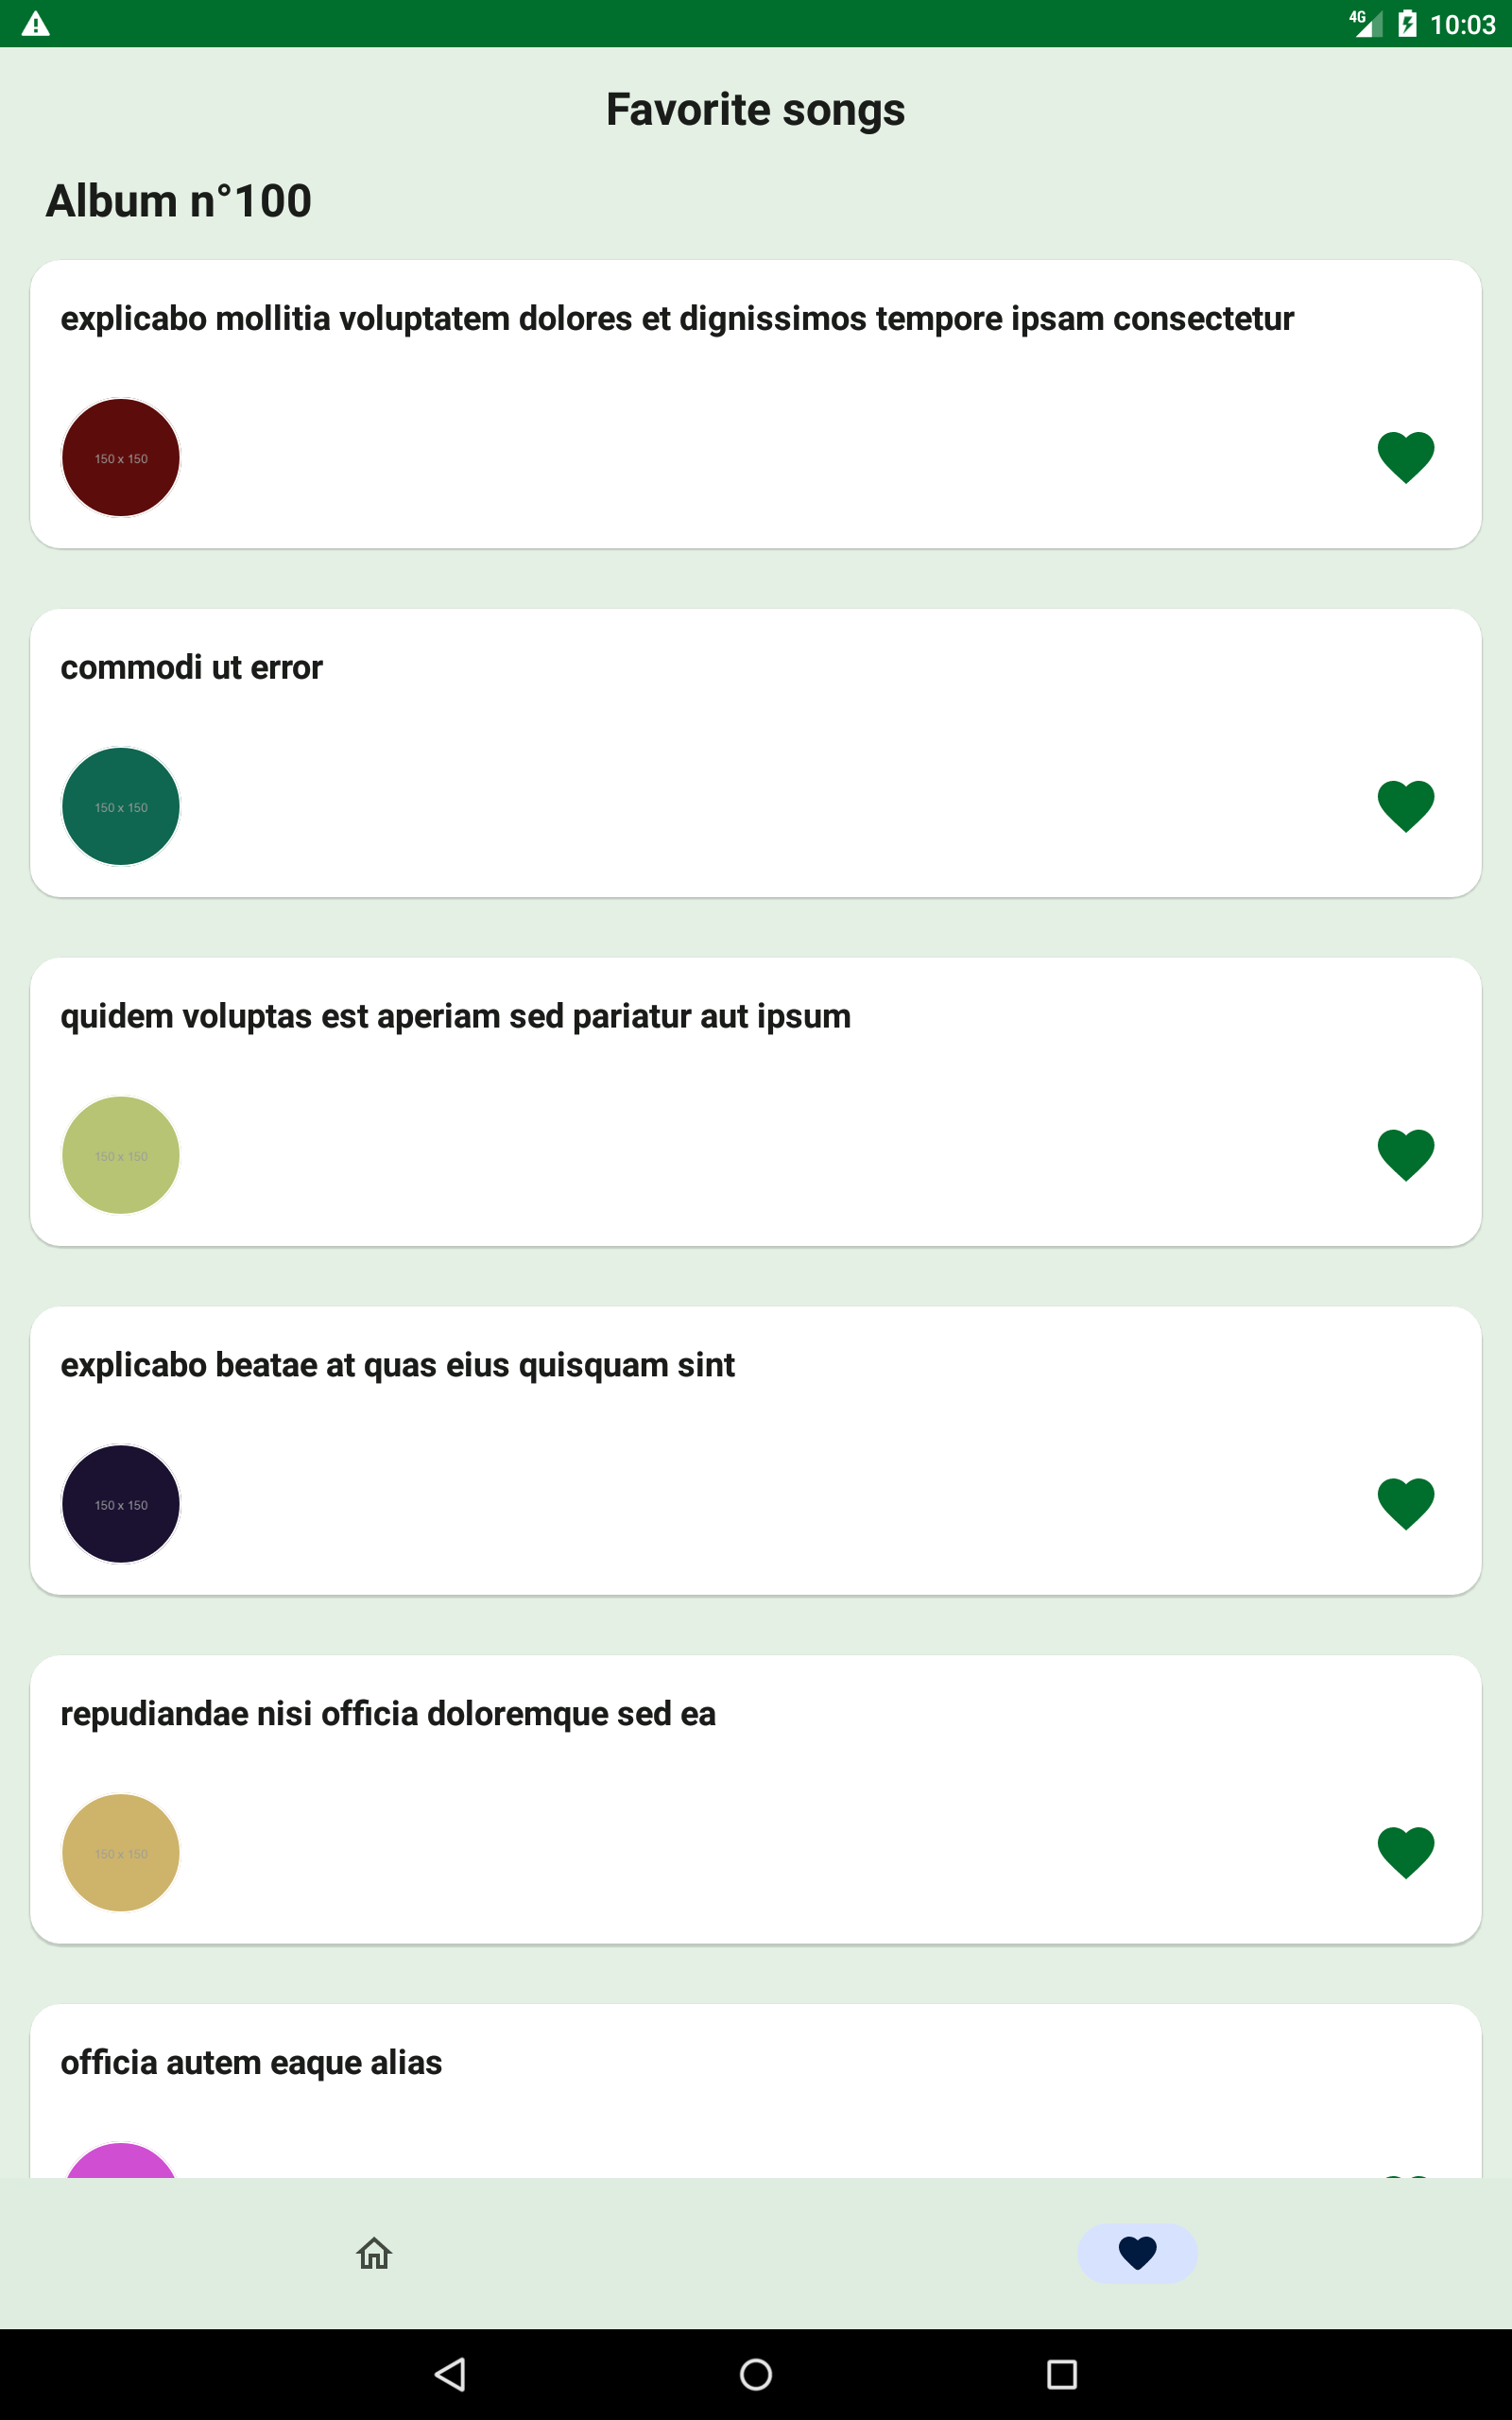 4G 10:03
Favorite songs
Album n°100
explicabo mollitia voluptatem dolores et dignissimos tempore ipsam consectetur
150 x 150
commodi ut error
150 x 150
quidem voluptas est aperiam sed pariatur aut ipsum
150 x 150
explicabo beatae at quas eius quisquam sint
150 x 150
repudiandae nisi officia doloremque sed ea
150 x 150
officia autem eaque alias